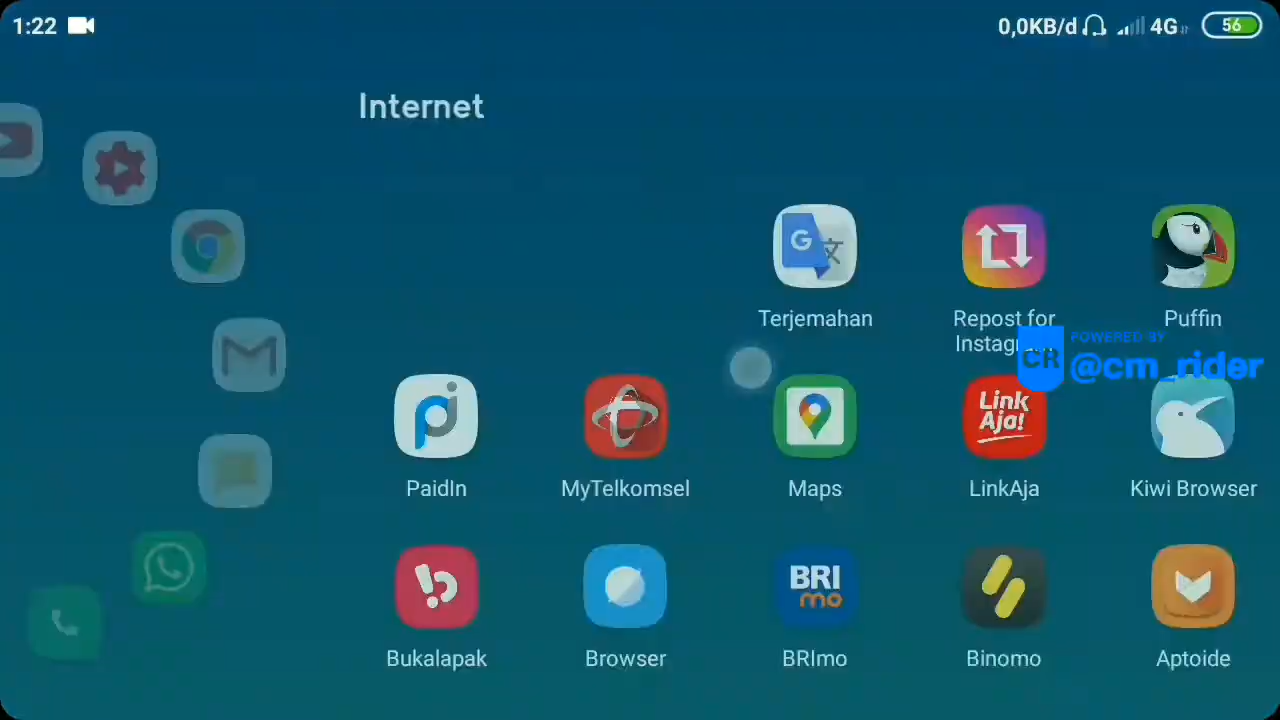 1:22
0,0KB/d 4G 56
Internet
Terjemahan
Repost for
Puffin
POWERED BY
CR
@cm_rider
Link
Aja!
PaidIn
MyTelkomsel
Maps
LinkAja
Kiwi Browser
BRI
mo
Bukalapak
Browser
BRImo
Binomo
Aptoide